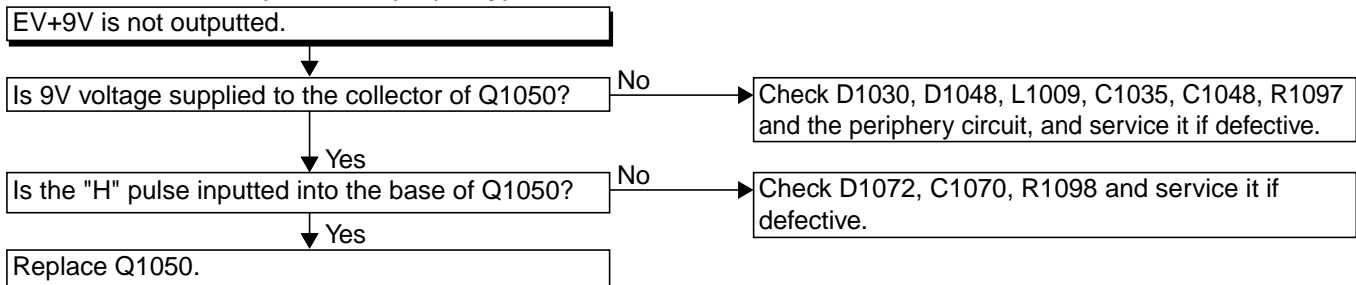 EV+9V is not outputted.
Is 9V voltage supplied to the collector of Q1050?
No
Check D1030, D1048, L1009, C1035, C1048, R1097
and the periphery circuit, and service it if defective.
Yes
Is the "H" pulse inputted into the base of Q1050?
No
Check D1072, C1070, R1098 and service it if
defective.
Yes
Replace Q1050.